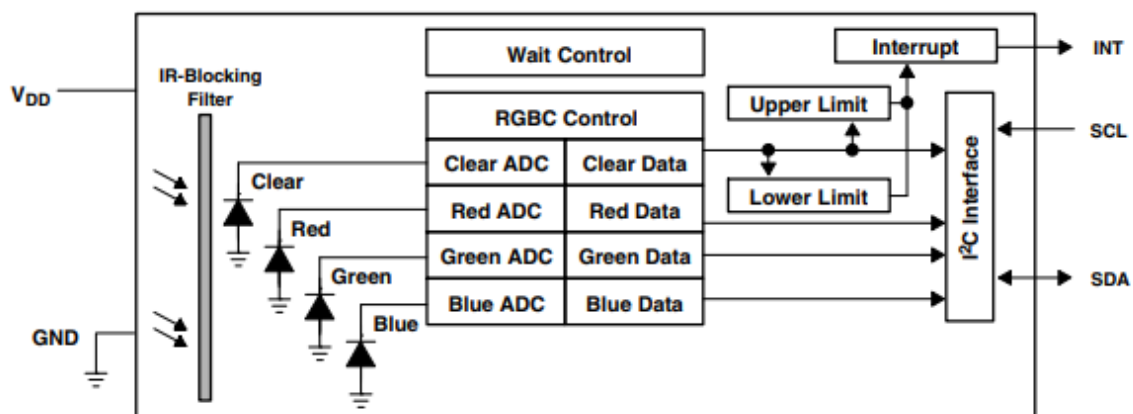 Wait Control
Interrupt
INT
IR-Blocking
Filter
VDD
Upper Limit
RGBC Control
SCL
Clear ADC
Clear Data
Clear
Lower Limit
Red ADC
Red Data
Red
I²C Interface
Green ADC
Green Data
Green
SDA
Blue ADC
Blue Data
Blue
GND